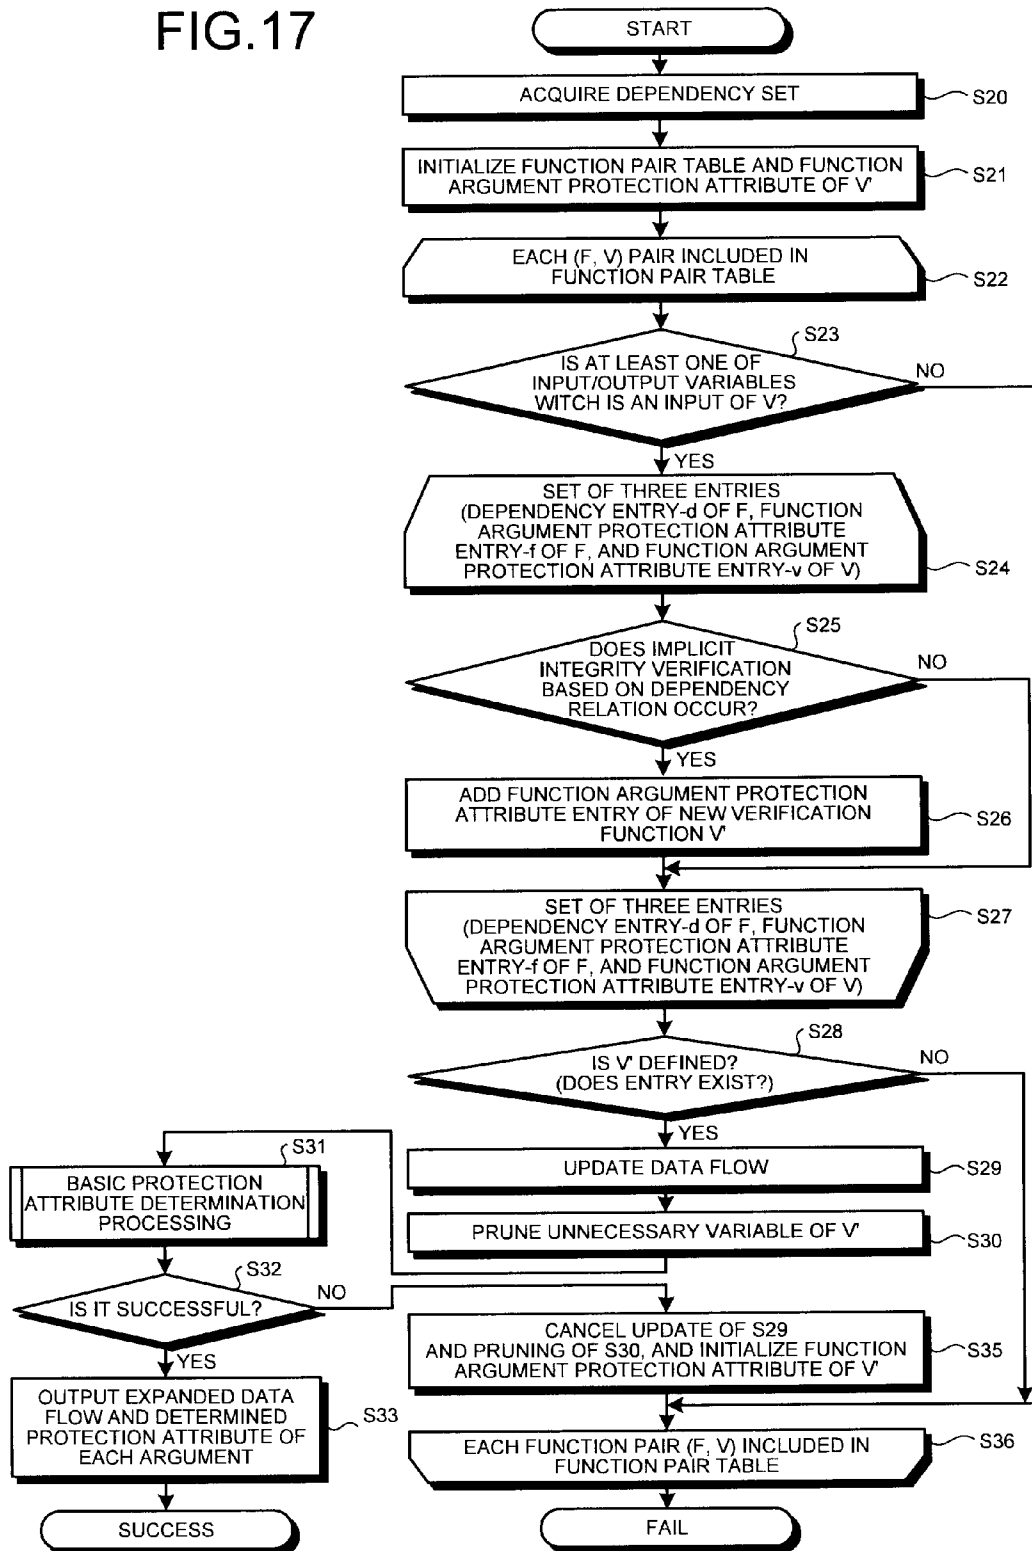 FIG.17
START
ACQUIRE DEPENDENCY SET
S20
INITIALIZE FUNCTION PAIR TABLE AND FUNCTION
ARGUMENT PROTECTION ATTRIBUTE OF V'
S21
EACH (F, V) PAIR INCLUDED IN
FUNCTION PAIR TABLE
S22
S23
IS AT LEAST ONE OF
INPUT/OUTPUT VARIABLES
WITCH IS AN INPUT OF V?
NO
YES
SET OF THREE ENTRIES
(DEPENDENCY ENTRY-d OF F, FUNCTION
ARGUMENT PROTECTION ATTRIBUTE
ENTRY-f OF F, AND FUNCTION ARGUMENT
PROTECTION ATTRIBUTE ENTRY-v OF V)
S24
S25
DOES IMPLICIT
INTEGRITY VERIFICATION
BASED ON DEPENDENCY
RELATION OCCUR?
NO
YES
ADD FUNCTION ARGUMENT PROTECTION
ATTRIBUTE ENTRY OF NEW VERIFICATION
FUNCTION V'
S26
SET OF THREE ENTRIES
(DEPENDENCY ENTRY-d OF F, FUNCTION
ARGUMENT PROTECTION ATTRIBUTE
ENTRY-f OF F, AND FUNCTION ARGUMENT
PROTECTION ATTRIBUTE ENTRY-v OF V)
S27
S28
IS V' DEFINED?
(DOES ENTRY EXIST?)
NO
YES
UPDATE DATA FLOW
S29
PRUNE UNNECESSARY VARIABLE OF V'
S30
S31
BASIC PROTECTION
ATTRIBUTE DETERMINATION
PROCESSING
S32
IS IT SUCCESSFUL?
NO
YES
CANCEL UPDATE OF S29
AND PRUNING OF S30, AND INITIALIZE FUNCTION
ARGUMENT PROTECTION ATTRIBUTE OF V'
S35
OUTPUT EXPANDED DATA
FLOW AND DETERMINED
PROTECTION ATTRIBUTE OF
EACH ARGUMENT
S33
EACH FUNCTION PAIR (F, V) INCLUDED IN
FUNCTION PAIR TABLE
S36
SUCCESS
FAIL